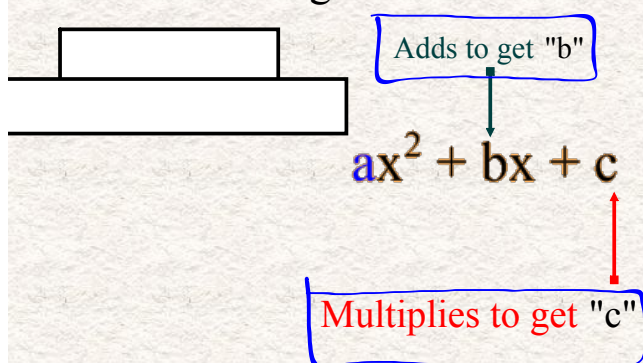 Adds to get "b"
ax² + bx + c
Multiplies to get "c"